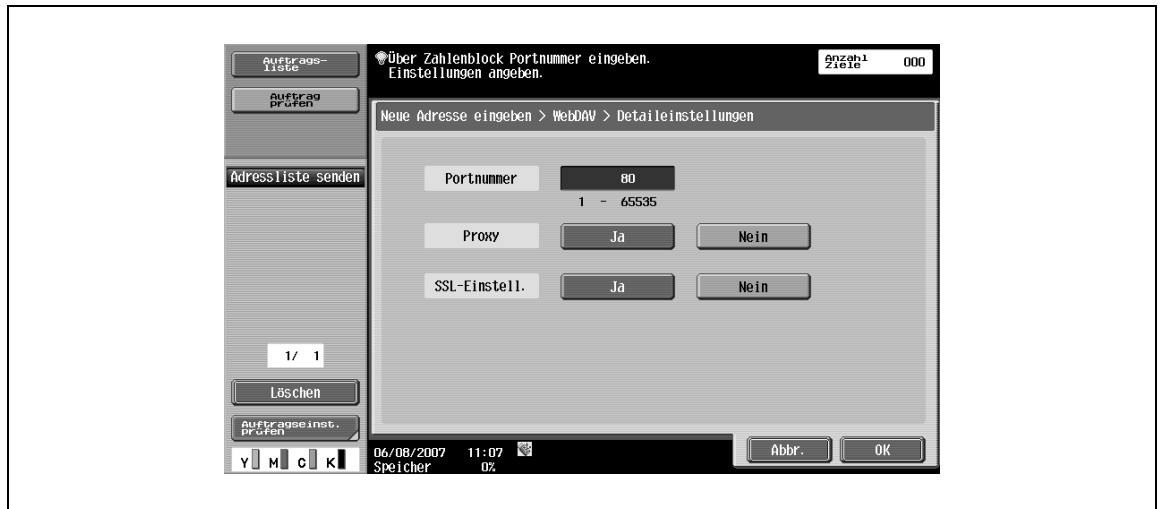 Auftrags-
liste
Auftrag
prüfen
Adressliste senden
1/ 1
Löschen
Auftragseinst.
prüfen
Y M C K
Über Zahlenblock Portnummer eingeben.
Einstellungen angeben.
Anzahl
Ziele 000
Neue Adresse eingeben > WebDAV > Detaileinstellungen
Portnummer 80
1 - 65535
Proxy Ja Nein
SSL-Einstell. Ja Nein
06/08/2007 11:07
Speicher 0%
Abbr. OK